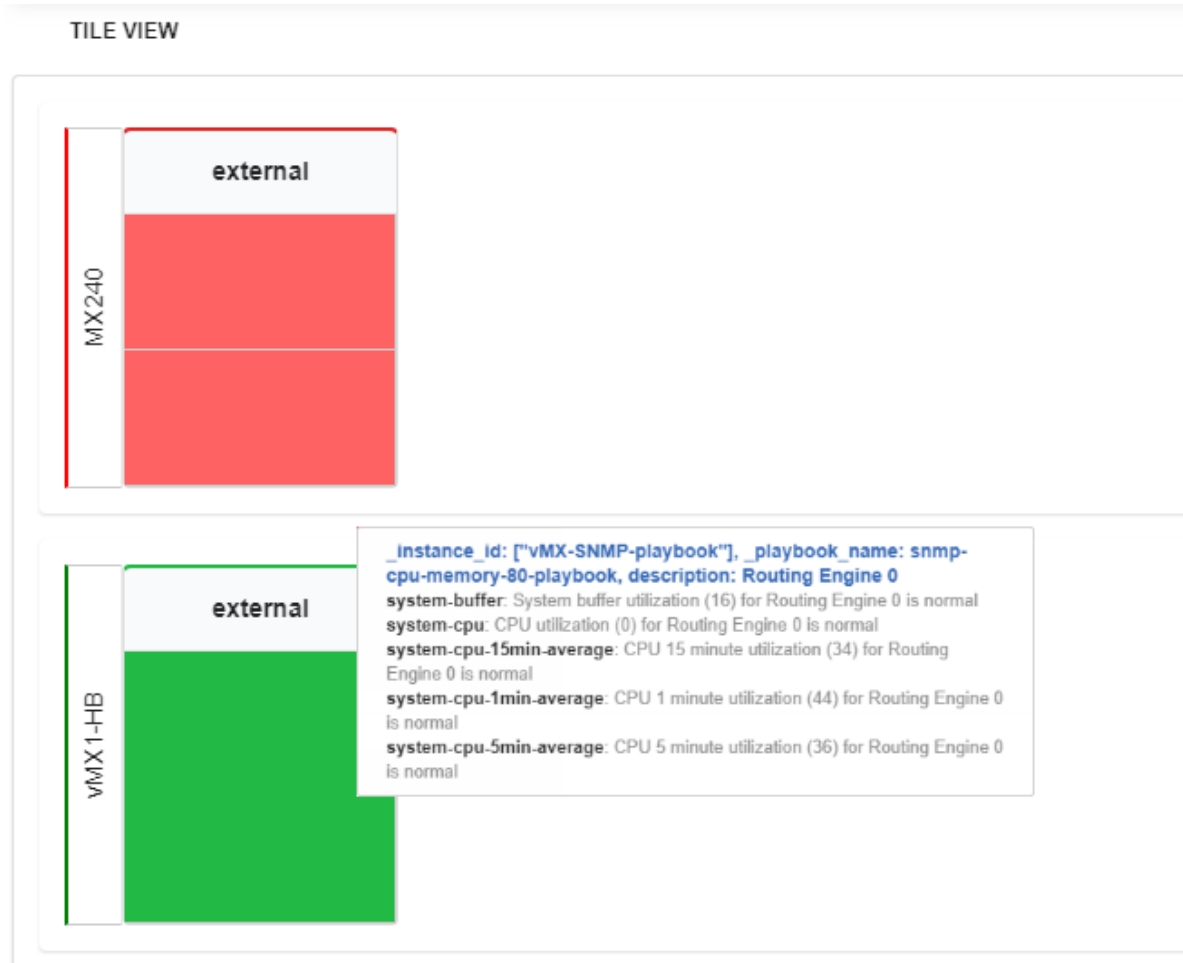 TILE VIEW
external
MX240
_instance_id: ["vMX-SNMP-playbook"], _playbook_name: snmp-
cpu-memory-80-playbook, description: Routing Engine 0
system-buffer: System buffer utilization (16) for Routing Engine 0 is normal
system-cpu: CPU utilization (0) for Routing Engine 0 is normal
system-cpu-15min-average: CPU 15 minute utilization (34) for Routing
Engine 0 is normal
system-cpu-1min-average: CPU 1 minute utilization (44) for Routing Engine 0
is normal
system-cpu-5min-average: CPU 5 minute utilization (36) for Routing Engine 0
is normal
external
vMX1-HB